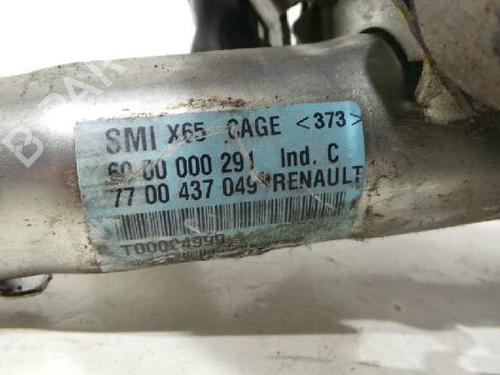 SMI X65 CAGE <373>
60 00 000 291 Ind. C
77 00 437 049 RENAULT